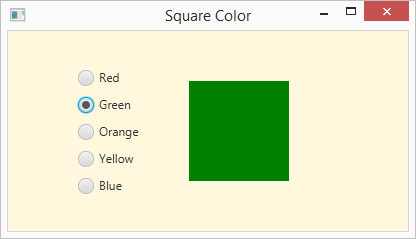 Square Color
Red
Green
Orange
Yellow
Blue